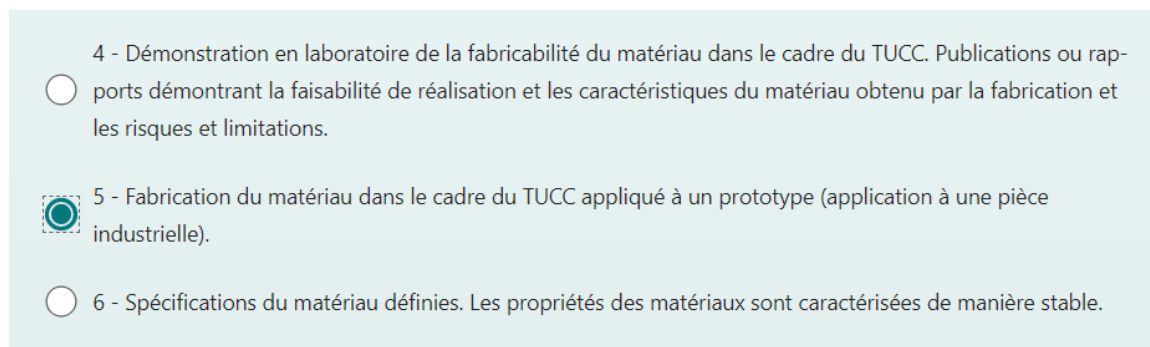 4 - Démonstration en laboratoire de la fabricabilité du matériau dans le cadre du TUCC. Publications ou rap-
ports démontrant la faisabilité de réalisation et les caractéristiques du matériau obtenu par la fabrication et
les risques et limitations.
5 - Fabrication du matériau dans le cadre du TUCC appliqué à un prototype (application à une pièce
industrielle).
6 - Spécifications du matériau définies. Les propriétés des matériaux sont caractérisées de manière stable.